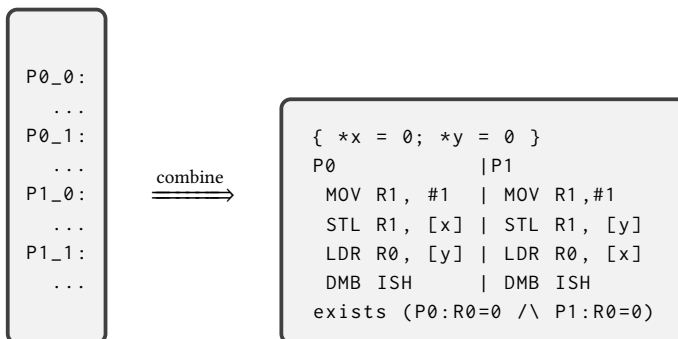 P0_0:
...
P0_1:
...
P1_0:
...
P1_1:
...
combine
{ *x = 0; *y = 0 }
P0 |P1
MOV R1, #1 | MOV R1,#1
STL R1, [x] | STL R1, [y]
LDR R0, [y] | LDR R0, [x]
DMB ISH | DMB ISH
exists (P0:R0=0 /\ P1:R0=0)